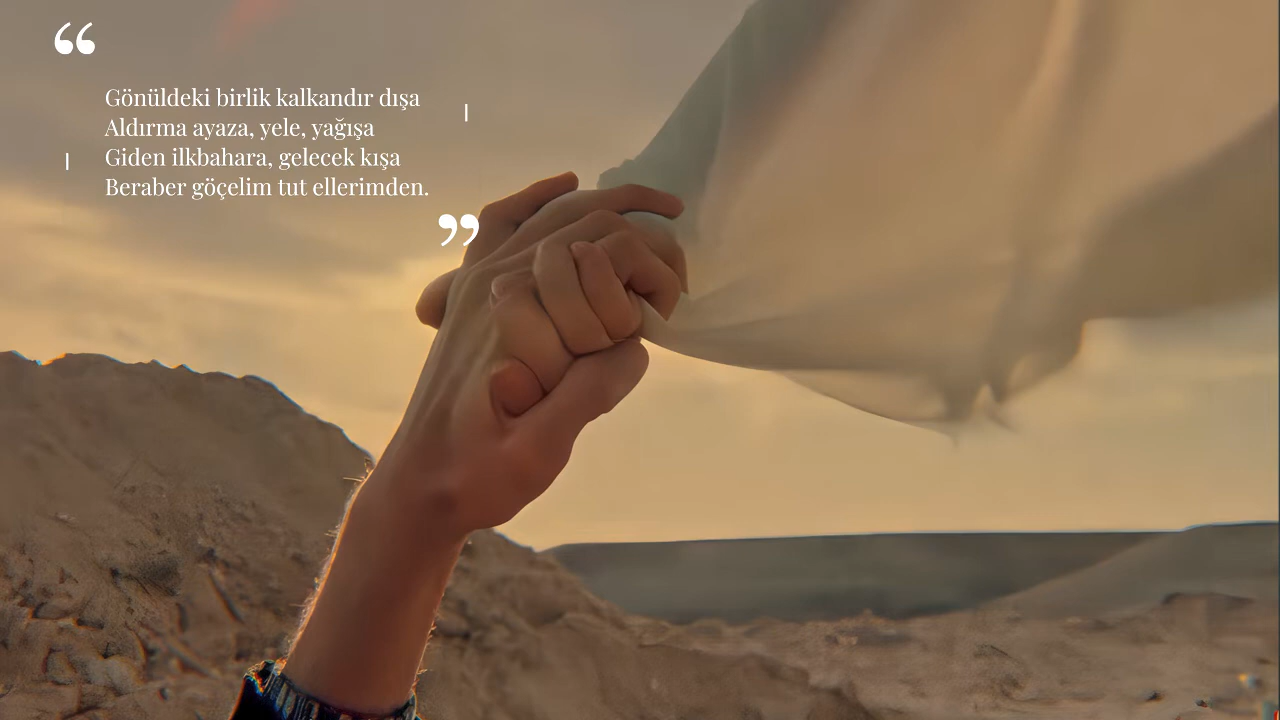 “
Gönüldeki birlik kalkandır dışa
Aldırma ayaza, yele, yağışa
Giden ilkbahara, gelecek kışa
Beraber göçelim tut ellerimden.
”